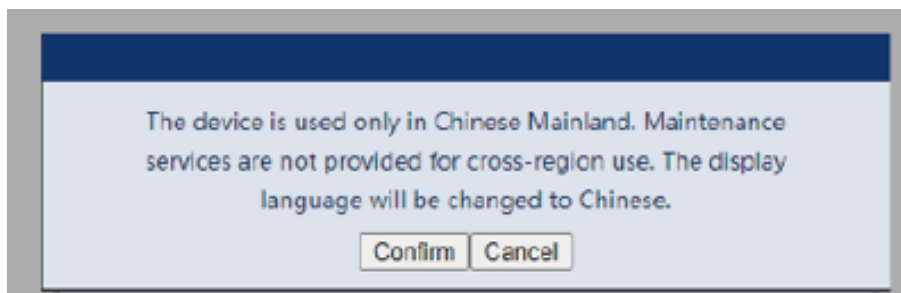 The device is used only in Chinese Mainland. Maintenance
services are not provided for cross-region use. The display
language will be changed to Chinese.
Confirm Cancel